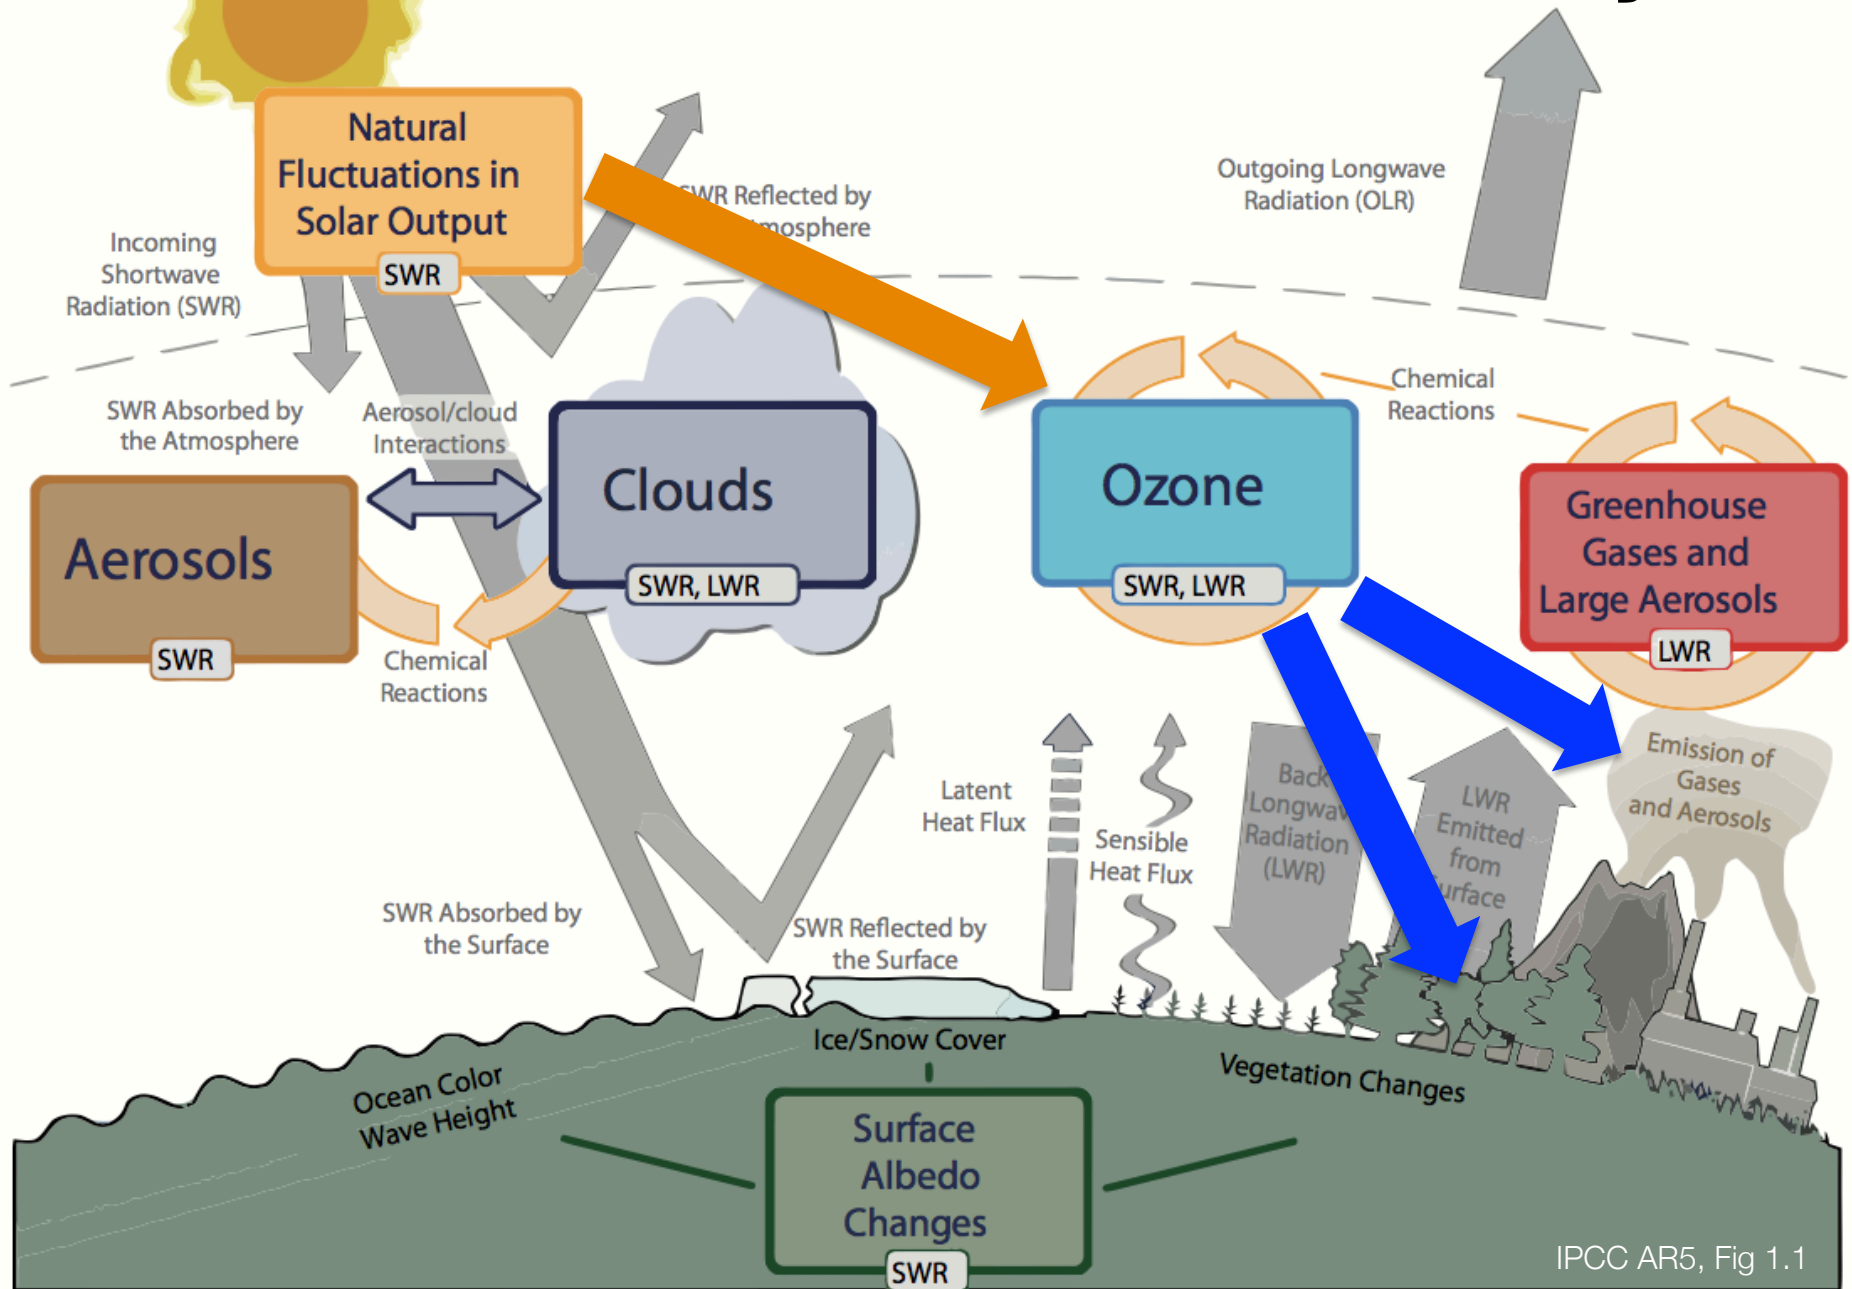 Natural
Fluctuations in
Solar Output
SWR
SWR Reflected by
Atmosphere
Outgoing Longwave
Radiation (OLR)
Incoming
Shortwave
Radiation (SWR)
SWR Absorbed by
the Atmosphere
Aerosol/cloud
Interactions
Chemical
Reactions
Clouds
SWR, LWR
Ozone
SWR, LWR
Greenhouse
Gases and
Large Aerosols
LWR
Aerosols
SWR
Chemical
Reactions
Emission of
Gases
and Aerosols
Latent
Heat Flux
Sensible
Heat Flux
Back
Longwave
Radiation
(LWR)
LWR
Emitted
from
Surface
SWR Absorbed by
the Surface
SWR Reflected by
the Surface
Ice/Snow Cover
Ocean Color
Wave Height
Vegetation Changes
Surface
Albedo
Changes
SWR
IPCC AR5, Fig 1.1